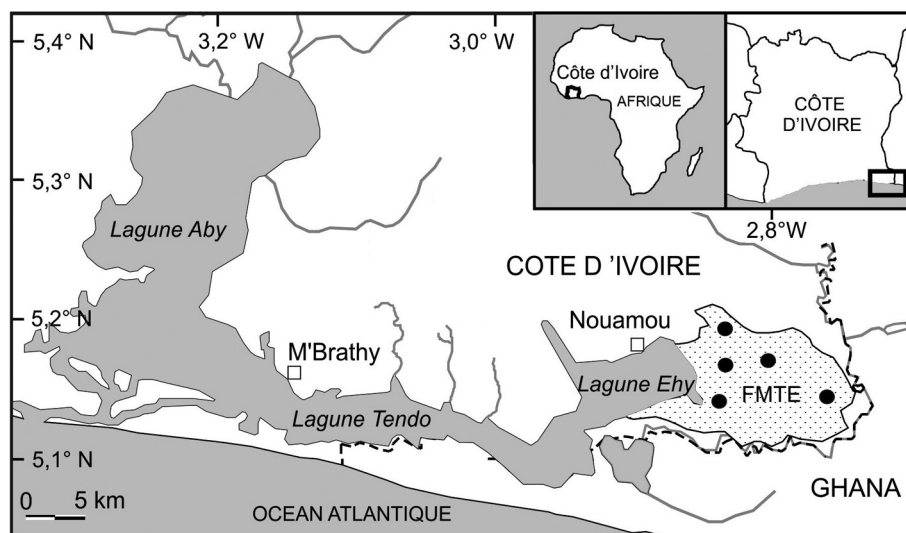 5,4° N
3,2° W
3,0° W
Côte d'Ivoire
AFRIQUE
CÔTE
D'IVOIRE
5,3° N
2,8°W
Lagune Aby
COTE D 'IVOIRE
5,2° N
Nouamou
M'Brathy
Lagune Ehy
FMTE
Lagune Tendo
5,1° N
GHANA
0 5 km
OCEAN ATLANTIQUE